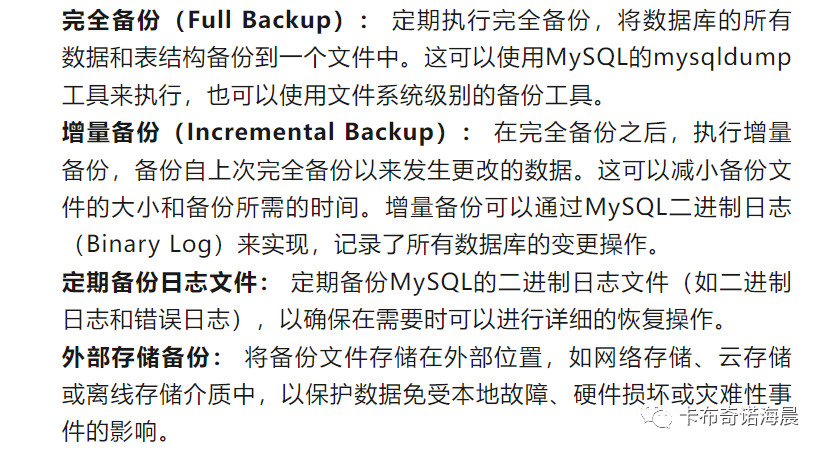 完全备份（Full Backup）： 定期执行完全备份，将数据库的所有
数据和表结构备份到一个文件中。这可以使用MySQL的mysqldump
工具来执行，也可以使用文件系统级别的备份工具。
增量备份（Incremental Backup）： 在完全备份之后，执行增量
备份，备份自上次完全备份以来发生更改的数据。这可以减小备份文
件的大小和备份所需的时间。增量备份可以通过MySQL二进制日志
（Binary Log）来实现，记录了所有数据库的变更操作。
定期备份日志文件： 定期备份MySQL的二进制日志文件（如二进制
日志和错误日志），以确保在需要时可以进行详细的恢复操作。
外部存储备份： 将备份文件存储在外部位置，如网络存储、云存储
或离线存储介质中，以保护数据免受本地故障、硬件损坏或灾难性事
件的影响。
卡布奇诺海晨